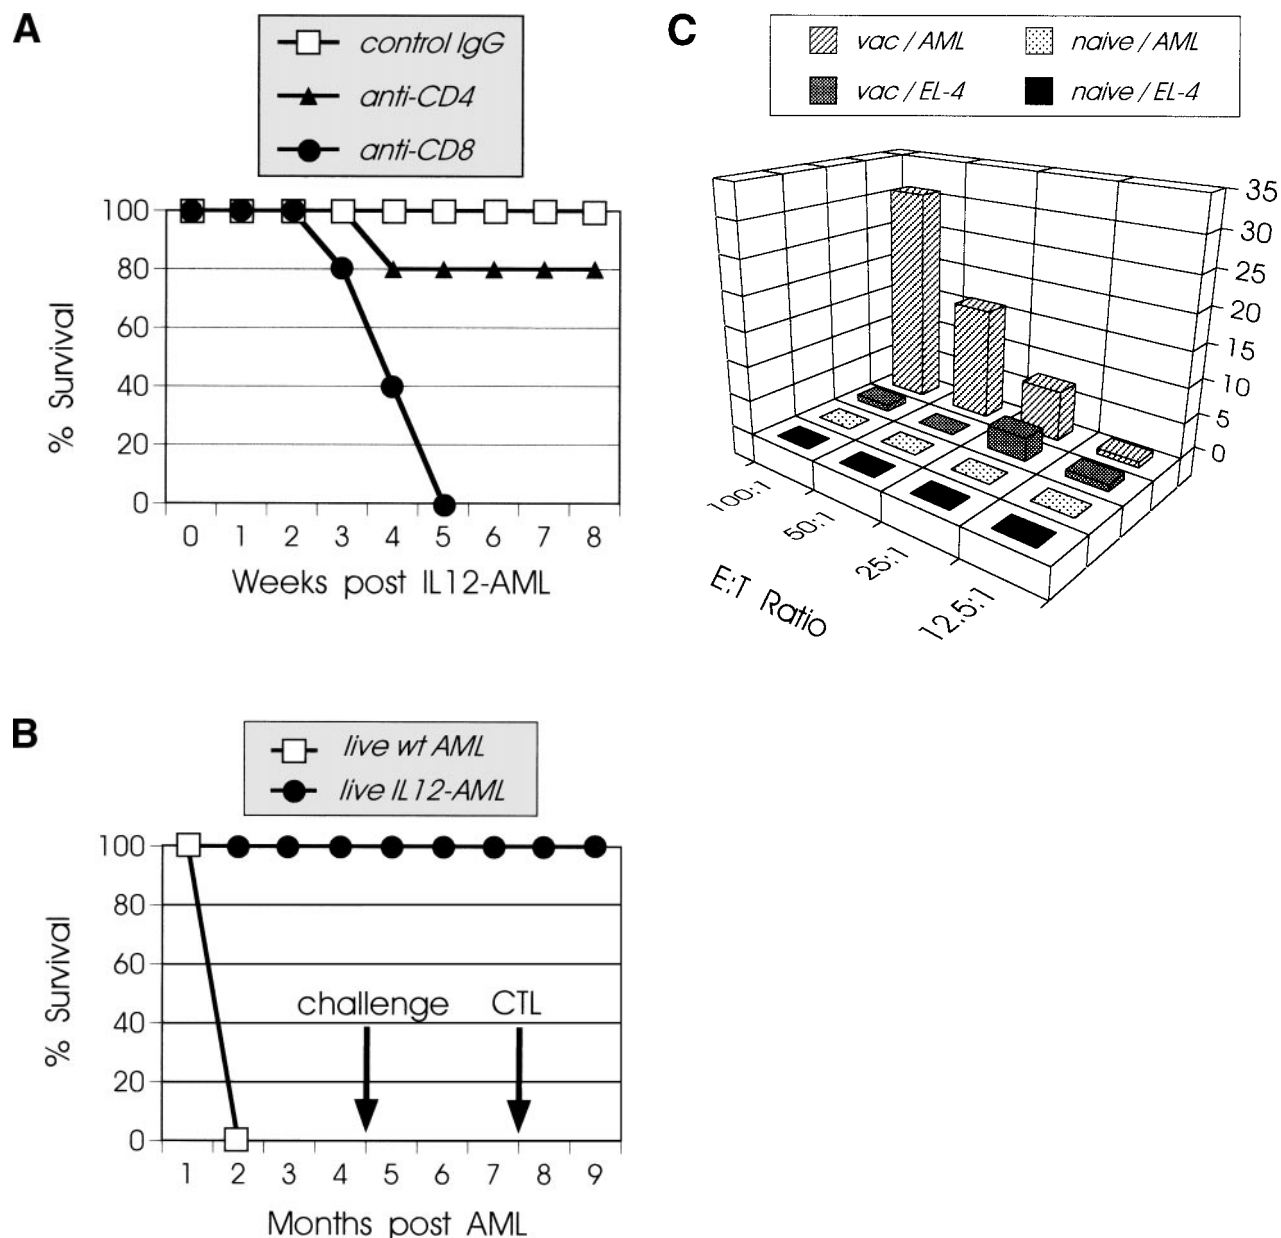 A
control IgG
anti-CD4
anti-CD8
100
80
60
40
20
0
% Survival
0 1 2 3 4 5 6 7 8
Weeks post IL12-AML
B
live wt AML
live IL12-AML
100
80
60
40
20
0
% Survival
challenge CTL
1 2 3 4 5 6 7 8 9
Months post AML
C
vac / AML naive / AML
vac / EL-4 naive / EL-4
35
30
25
20
15
10
5
0
100:1
50:1
25:1
12.5:1
E:T Ratio